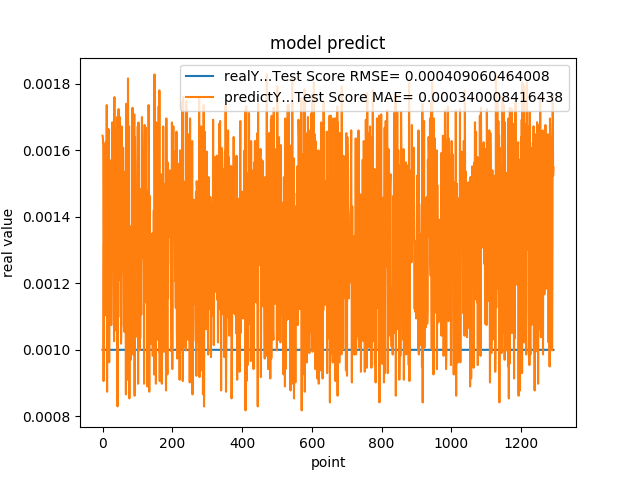 model predict
realY...Test Score RMSE= 0.000409060464008
predictY...Test Score MAE= 0.000340008416438
real value
0.0018
0.0016
0.0014
0.0012
0.0010
0.0008
0 200 400 600 800 1000 1200
point